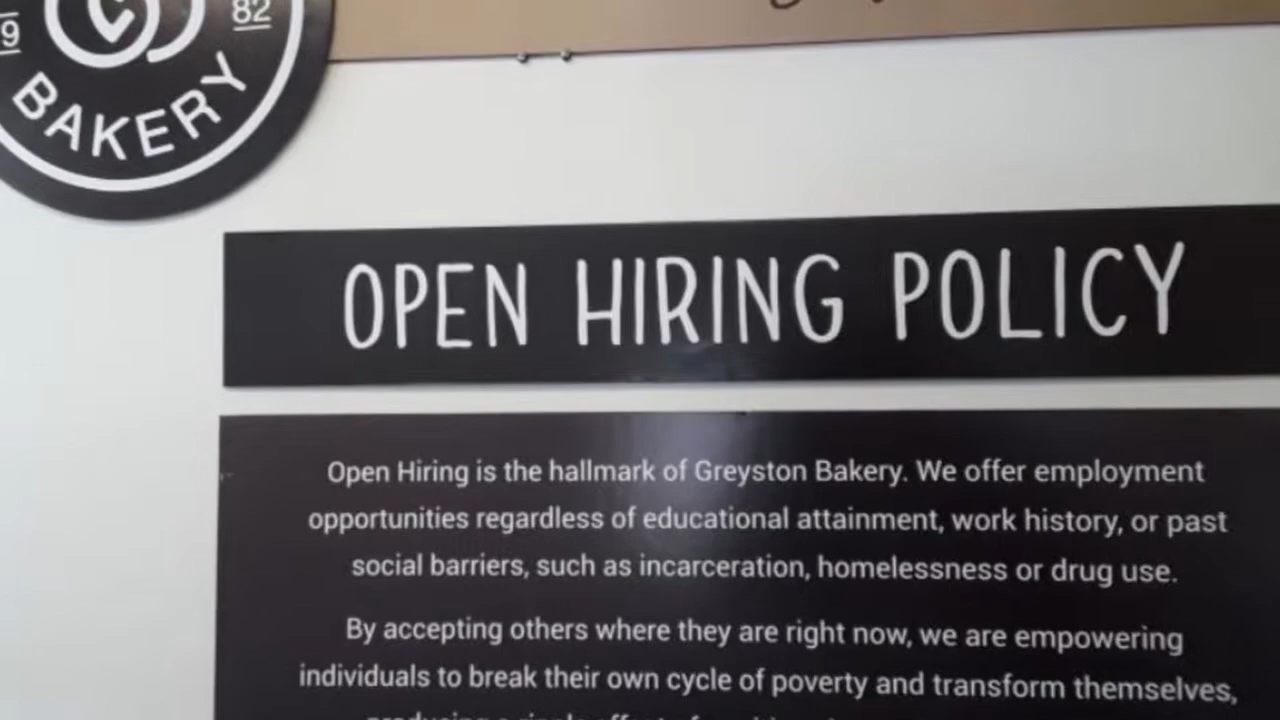 19 82
BAKERY
OPEN HIRING POLICY
Open Hiring is the hallmark of Greyston Bakery. We offer employment
opportunities regardless of educational attainment, work history, or past
social barriers, such as incarceration, homelessness or drug use.
By accepting others where they are right now, we are empowering
individuals to break their own cycle of poverty and transform themselves,